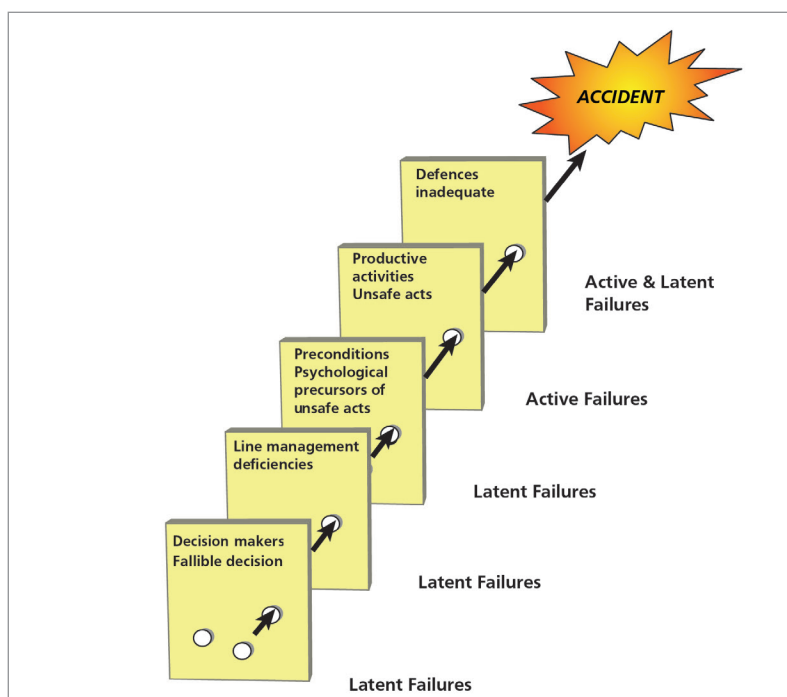 ACCIDENT
Defences
inadequate
Productive
activities
Unsafe acts
Active & Latent
Failures
Preconditions
Psychological
precursors of
unsafe acts
Active Failures
Line management
deficiencies
Latent Failures
Decision makers
Fallible decision
Latent Failures
Latent Failures